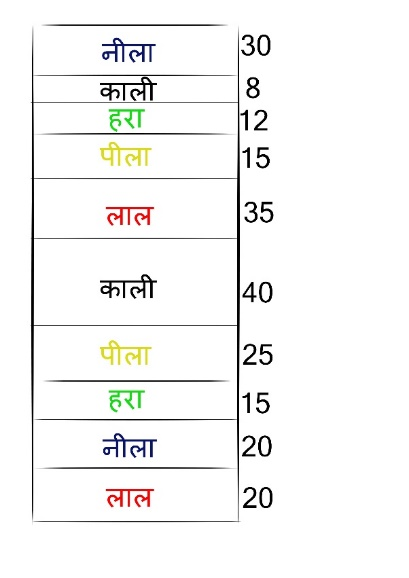 नीला 30
काली 8
हरा 12
पीला 15
लाल 35
काली 40
पीला 25
हरा 15
नीला 20
लाल 20